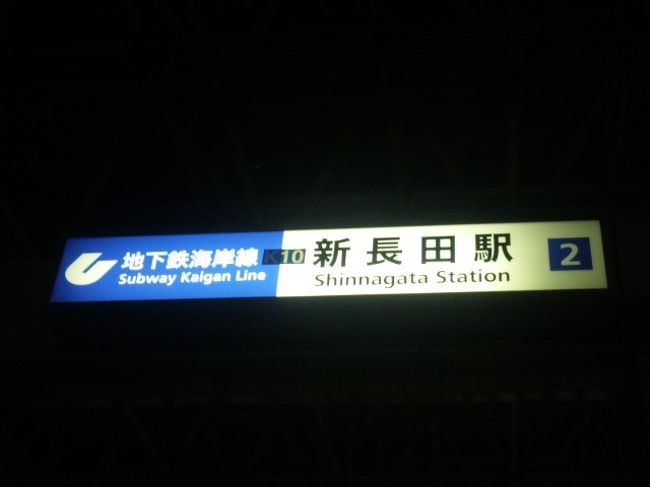 地下鉄海岸線
Subway Kaigan Line
K10
新長田駅
Shinnagata Station
2